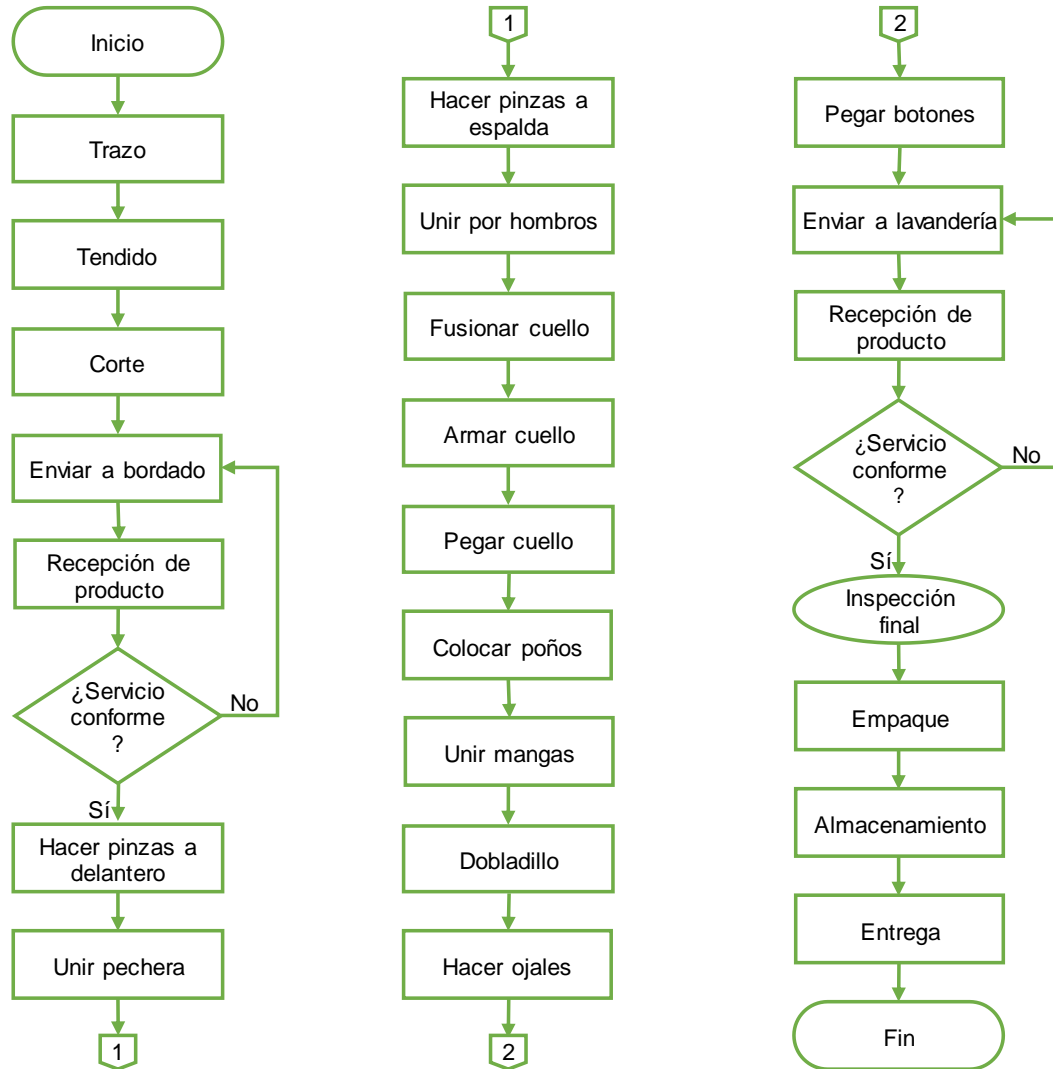 Inicio
Trazo
Tendido
Corte
Enviar a bordado
Recepción de
producto
¿Servicio
conforme
?
No
Sí
Hacer pinzas a
delantero
Unir pechera
1
1
Hacer pinzas a
espalda
Unir por hombros
Fusionar cuello
Armar cuello
Pegar cuello
Colocar poños
Unir mangas
Dobladillo
Hacer ojales
2
2
Pegar botones
Enviar a lavandería
Recepción de
producto
¿Servicio
conforme
?
No
Sí
Inspección
final
Empaque
Almacenamiento
Entrega
Fin